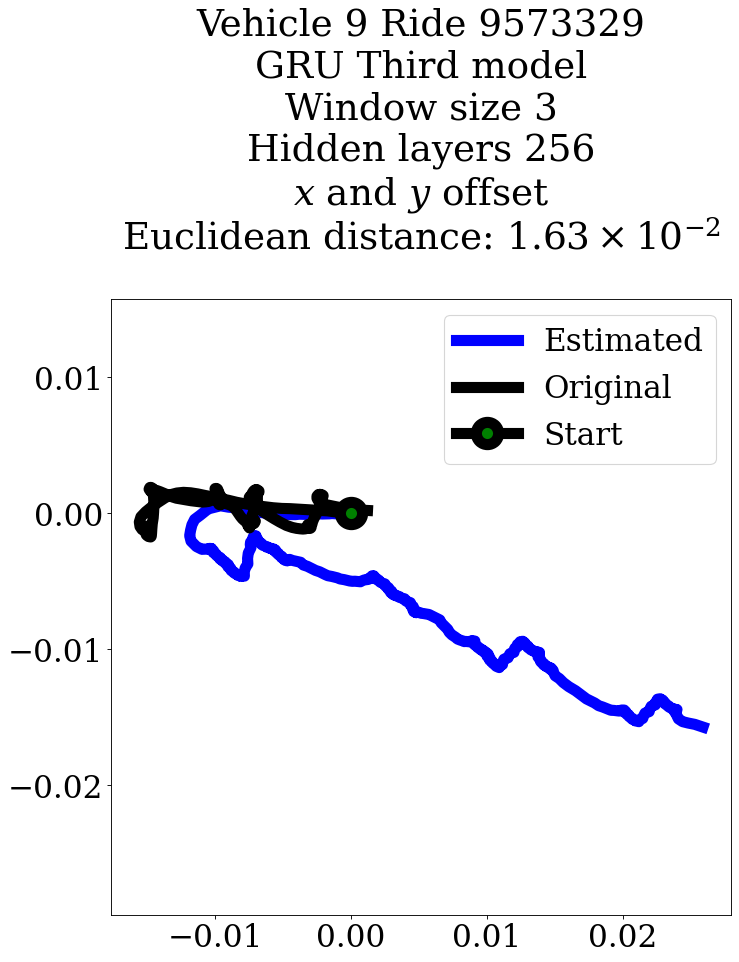 Vehicle 9 Ride 9573329
GRU Third model
Window size 3
Hidden layers 256
x and y offset
Euclidean distance: 1.63 × 10⁻²
Estimated
Original
Start
0.01
0.00
−0.01
−0.02
−0.01 0.00 0.01 0.02